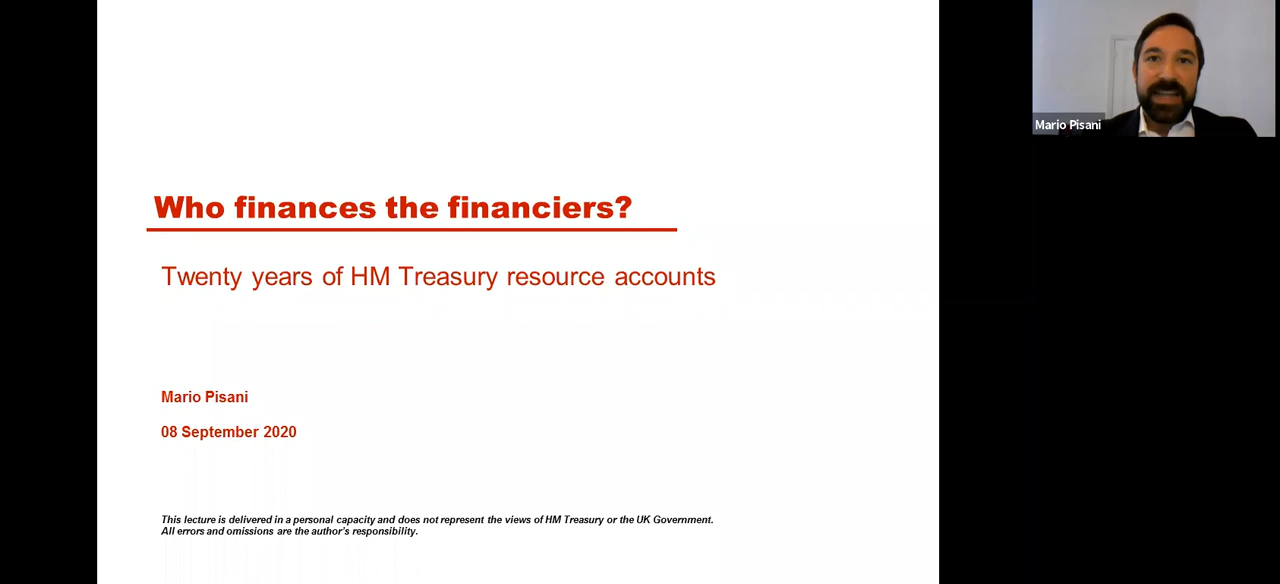 Who finances the financiers?
Twenty years of HM Treasury resource accounts
Mario Pisani
08 September 2020
This lecture is delivered in a personal capacity and does not represent the views of HM Treasury or the UK Government.
All errors and omissions are the author's responsibility.
Mario Pisani